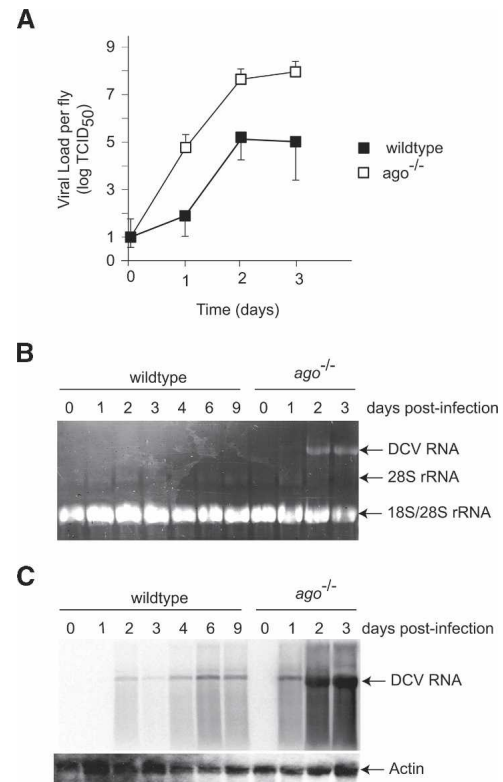 A
9
7
5
3
1
0
Viral Load per fly
(log TCID50)
0 1 2 3
Time (days)
wildtype
ago-/-
B
wildtype
ago-/-
0 1 2 3 4 6 9 0 1 2 3 days post-infection
DCV RNA
28S rRNA
18S/28S rRNA
C
wildtype
ago-/-
0 1 2 3 4 6 9 0 1 2 3 days post-infection
DCV RNA
Actin